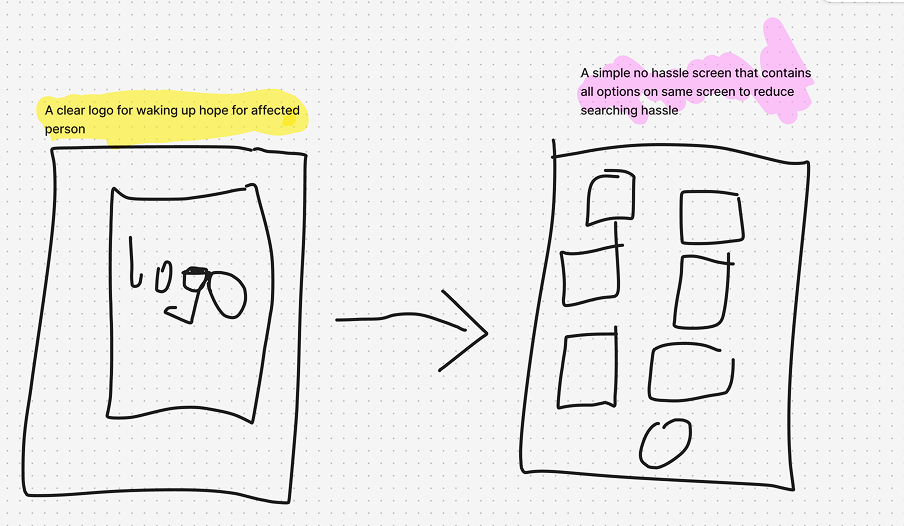 A clear logo for waking up hope for affected
person
A simple no hassle screen that contains
all options on same screen to reduce
searching hassle
logo